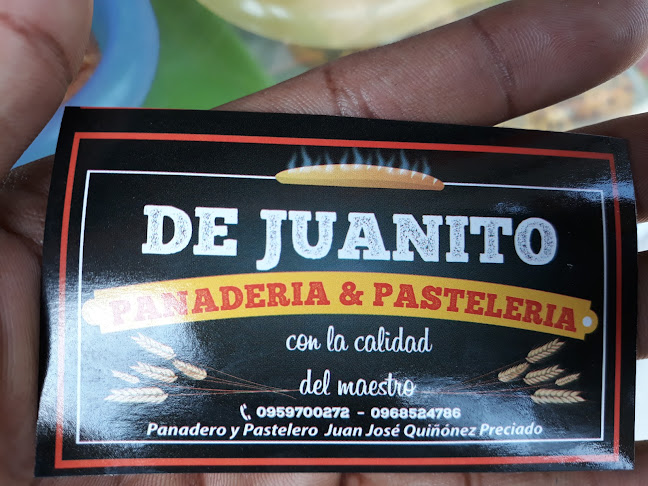 DE JUANITO
PANADERIA & PASTELERIA
con la calidad
del maestro
0959700272 - 0968524786
Panadero y Pastelero Juan José Quiñónez Preciado